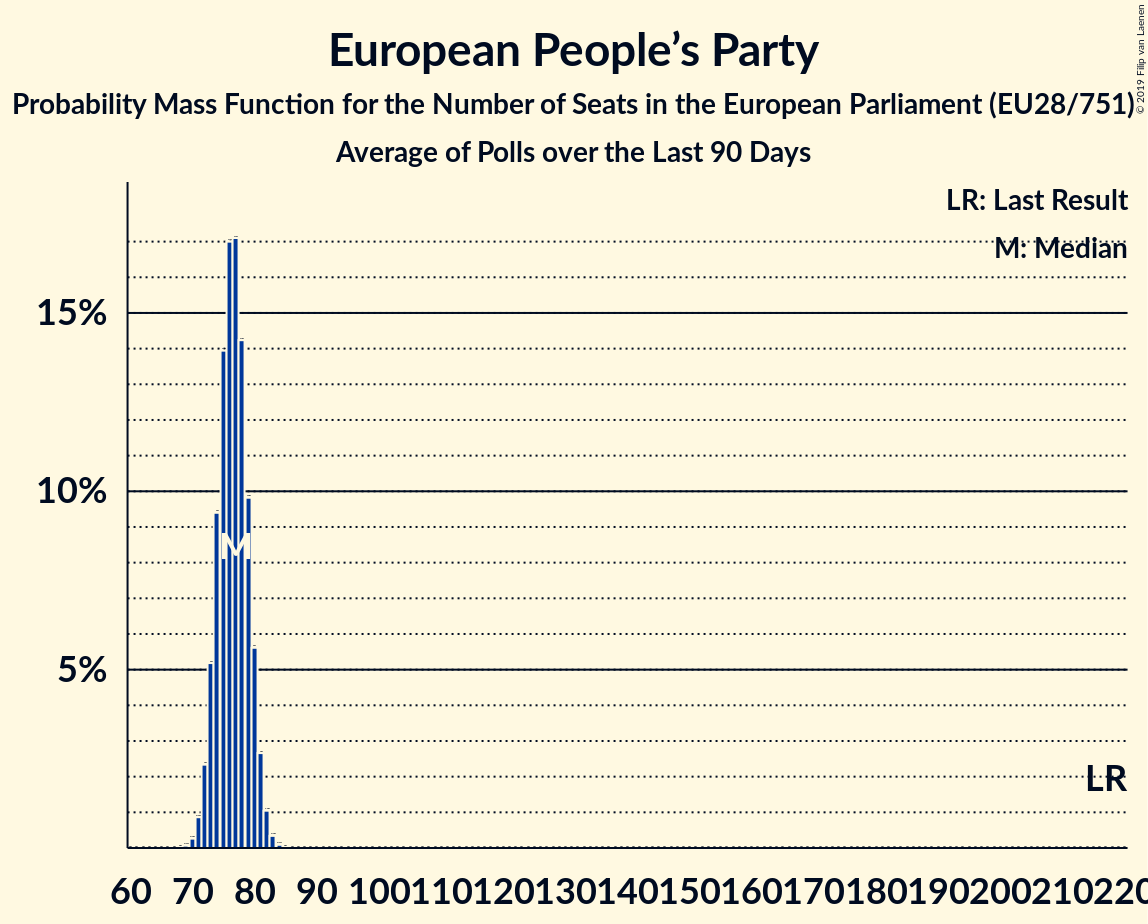 European People’s Party
Probability Mass Function for the Number of Seats in the European Parliament (EU28/751)
Average of Polls over the Last 90 Days
© 2019 Filip van Laenen
LR: Last Result
M: Median
15%
10%
5%
M
LR
60 70 80 90 100 110 120 130 140 150 160 170 180 190 200 210 220